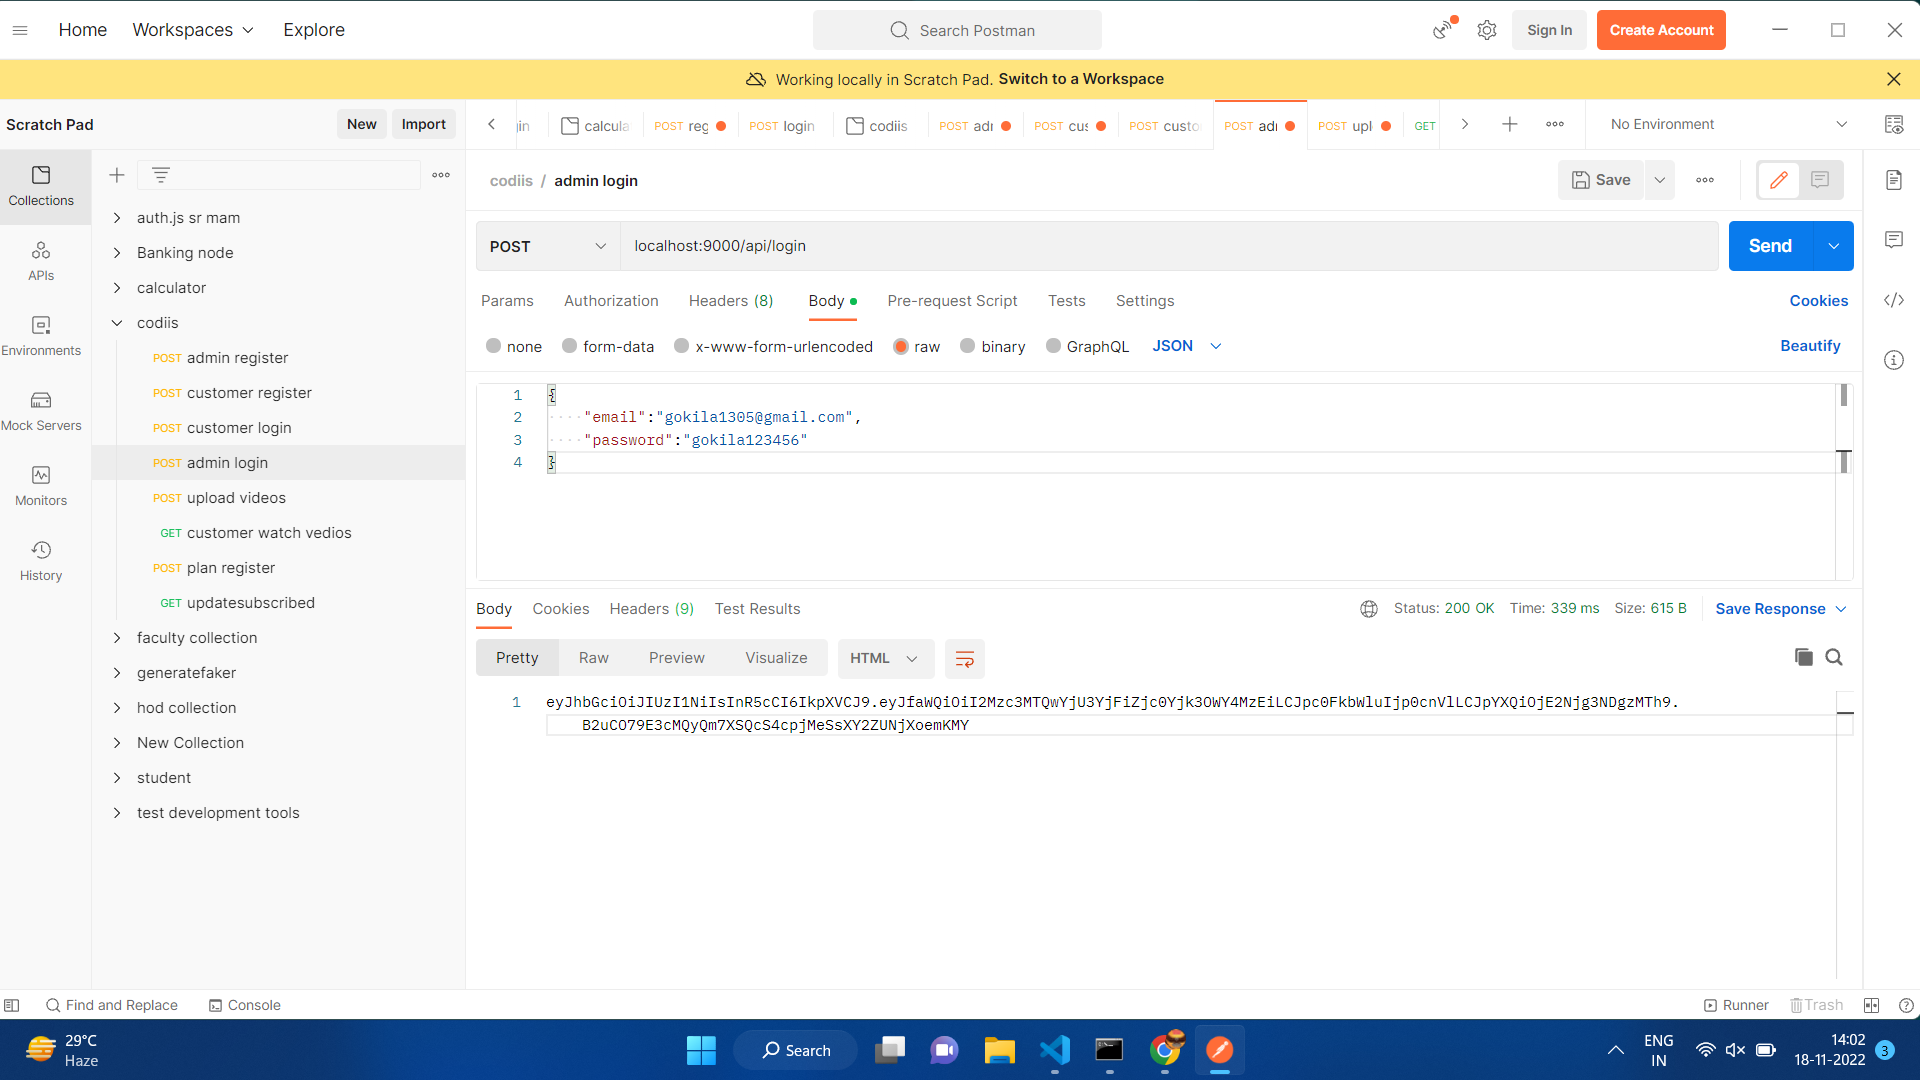 Home Workspaces Explore Search Postman Sign In Create Account
Working locally in Scratch Pad. Switch to a Workspace
Scratch Pad New Import
calcula POST reg POST login codiis POST adr POST cus POST custo POST adr POST upl GET No Environment
Collections
APIs
Environments
Mock Servers
Monitors
History
auth.js sr mam
Banking node
calculator
codiis
POST admin register
POST customer register
POST customer login
POST admin login
POST upload videos
GET customer watch vedios
POST plan register
GET updatesubscribed
faculty collection
generatefaker
hod collection
New Collection
student
test development tools
codiis / admin login Save
POST localhost:9000/api/login Send
Params Authorization Headers (8) Body Pre-request Script Tests Settings Cookies
none form-data x-www-form-urlencoded raw binary GraphQL JSON Beautify
1 {
2 "email":"gokila1305@gmail.com",
3 "password":"gokila123456"
4 }
Body Cookies Headers (9) Test Results Status: 200 OK Time: 339 ms Size: 615 B Save Response
Pretty Raw Preview Visualize HTML
1 eyJhbGciOiJIUzI1NiIsInR5cCI6IkpXVCJ9.eyJfaWQiOiI2Mzc3MTQwYjU3YjFiZjc0Yjk3OWY4MzEiLCJpc0FkbWluIjp0cnVlLCJpYXQiOjE2Njg3NDgzMTh9.
B2uCO79E3cMQyQm7XSQcS4cpjMeSsXY2ZUNjXoemKMY
Find and Replace Console Runner Trash
29°C
Haze
Search
ENG
IN
14:02
18-11-2022
3